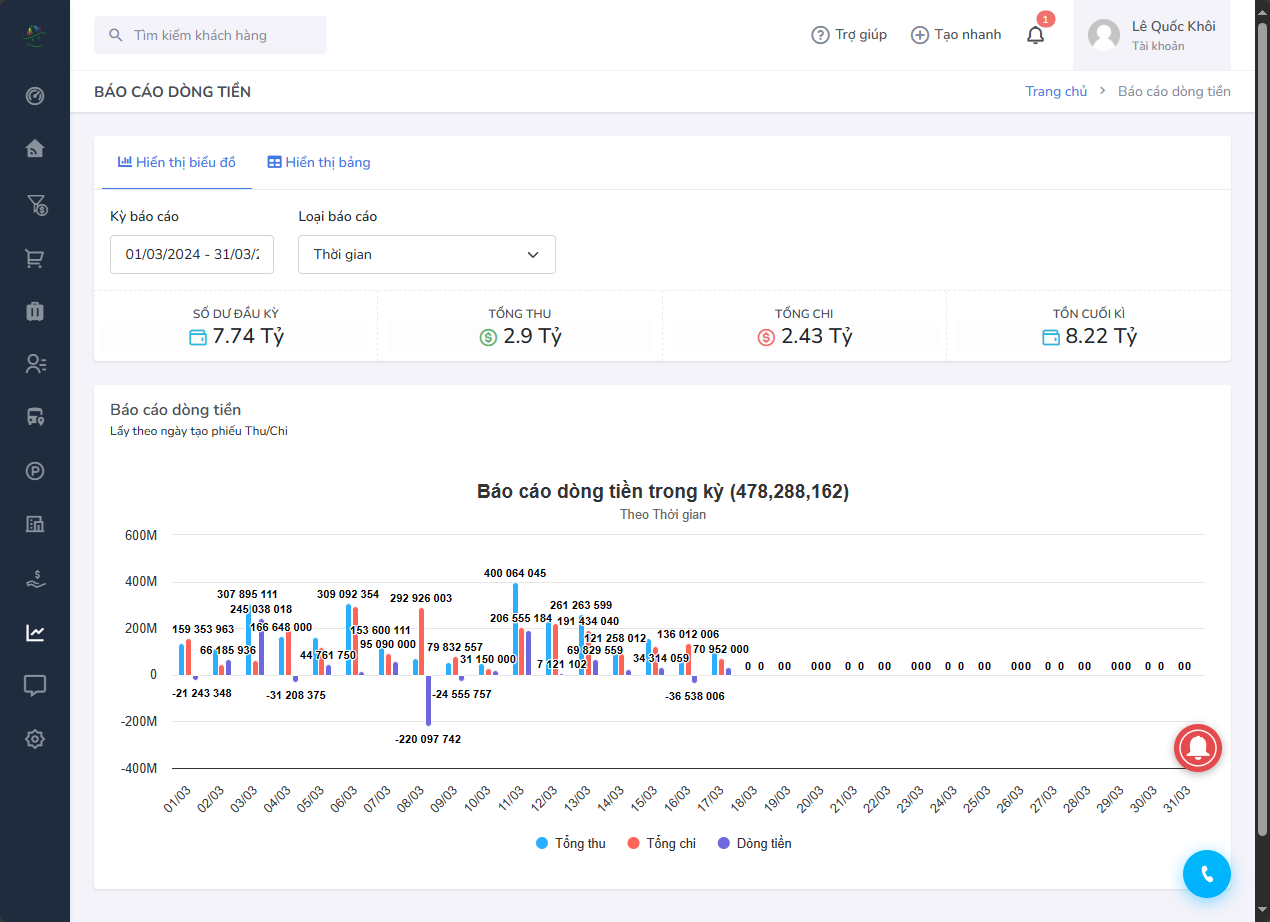 Tìm kiếm khách hàng
Trợ giúp
Tạo nhanh
1
Lê Quốc Khôi
Tài khoản
BÁO CÁO DÒNG TIỀN
Trang chủ > Báo cáo dòng tiền
Hiển thị biểu đồ
Hiển thị bảng
Kỳ báo cáo
Loại báo cáo
01/03/2024 - 31/03/2
Thời gian
SỐ DƯ ĐẦU KỲ
7.74 Tỷ
TỔNG THU
2.9 Tỷ
TỔNG CHI
2.43 Tỷ
TỒN CUỐI KÌ
8.22 Tỷ
Báo cáo dòng tiền
Lấy theo ngày tạo phiếu Thu/Chi
Báo cáo dòng tiền trong kỳ (478,288,162)
Theo Thời gian
600M
400M
200M
0
-200M
-400M
400 064 045
307 895 111
309 092 354
292 926 003
245 038 018
261 263 599
206 555 184
191 434 040
159 353 963
166 648 000
153 600 111
121 258 012
136 012 006
66 185 936
44 761 750
95 090 000
79 832 557
31 150 000
7 121 102
69 829 559
34 314 059
70 952 000
0 0 00 000 0 0 00 000 0 0 00 000 0 0 00 000 0 0 00
-21 243 348
-31 208 375
-24 555 757
-36 538 006
-220 097 742
01/03 02/03 03/03 04/03 05/03 06/03 07/03 08/03 09/03 10/03 11/03 12/03 13/03 14/03 15/03 16/03 17/03 18/03 19/03 20/03 21/03 22/03 23/03 24/03 25/03 26/03 27/03 28/03 29/03 30/03 31/03
Tổng thu
Tổng chi
Dòng tiền